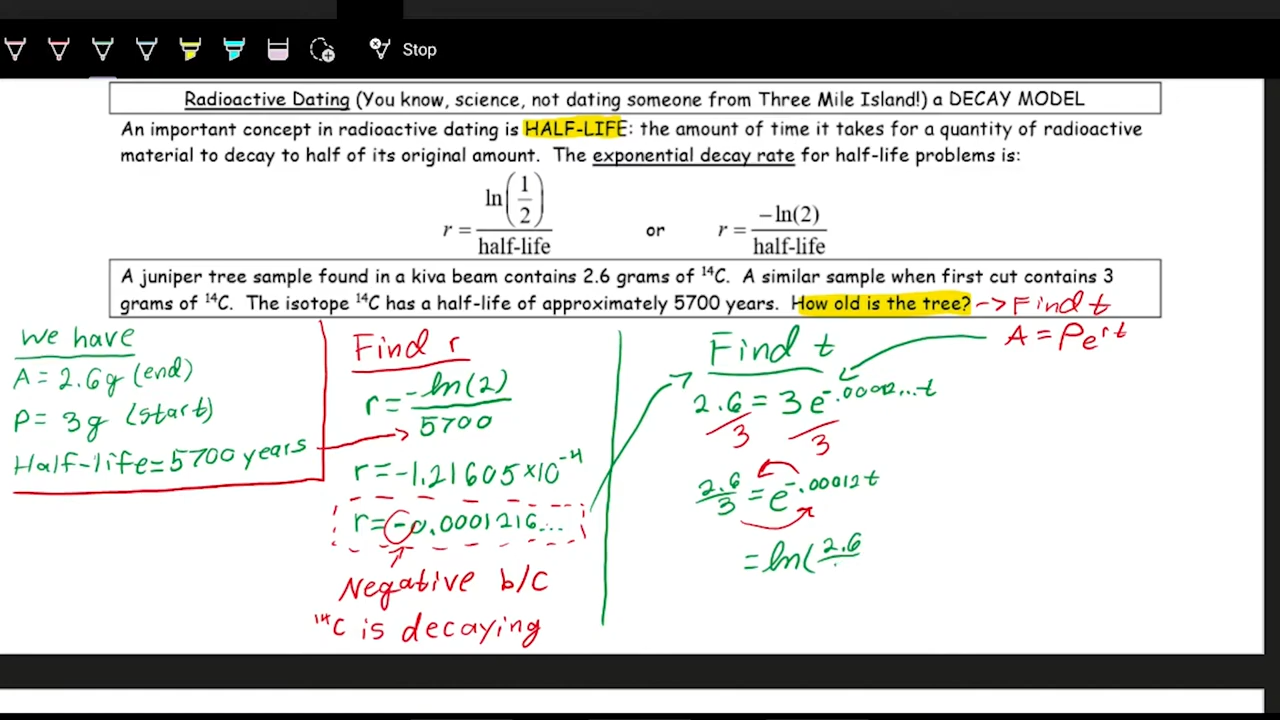 Stop
Radioactive Dating (You know, science, not dating someone from Three Mile Island!) a DECAY MODEL
An important concept in radioactive dating is HALF-LIFE: the amount of time it takes for a quantity of radioactive
material to decay to half of its original amount. The exponential decay rate for half-life problems is:
r = ln(1/2) / half-life or r = -ln(2) / half-life
A juniper tree sample found in a kiva beam contains 2.6 grams of ¹⁴C. A similar sample when first cut contains 3
grams of ¹⁴C. The isotope ¹⁴C has a half-life of approximately 5700 years. How old is the tree? → Find t
A = Pe^rt
We have
A = 2.6g (end)
P = 3g (start)
Half-life = 5700 years
Find r
r = -ln(2) / 5700
r = -1.21605 × 10^-4
r = -0.0001216...
Negative b/c
¹⁴C is decaying
Find t
2.6 = 3e^-.00012...t
3 3
2.6/3 = e^-.00012t
= ln(2.6